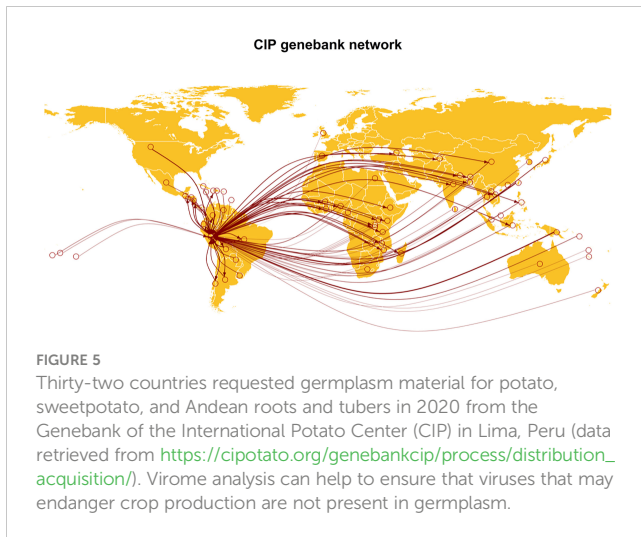 CIP genebank network
FIGURE 5
Thirty-two countries requested germplasm material for potato,
sweetpotato, and Andean roots and tubers in 2020 from the
Genebank of the International Potato Center (CIP) in Lima, Peru (data
retrieved from https://cipotato.org/genebankcip/process/distribution_
acquisition/). Virome analysis can help to ensure that viruses that may
endanger crop production are not present in germplasm.